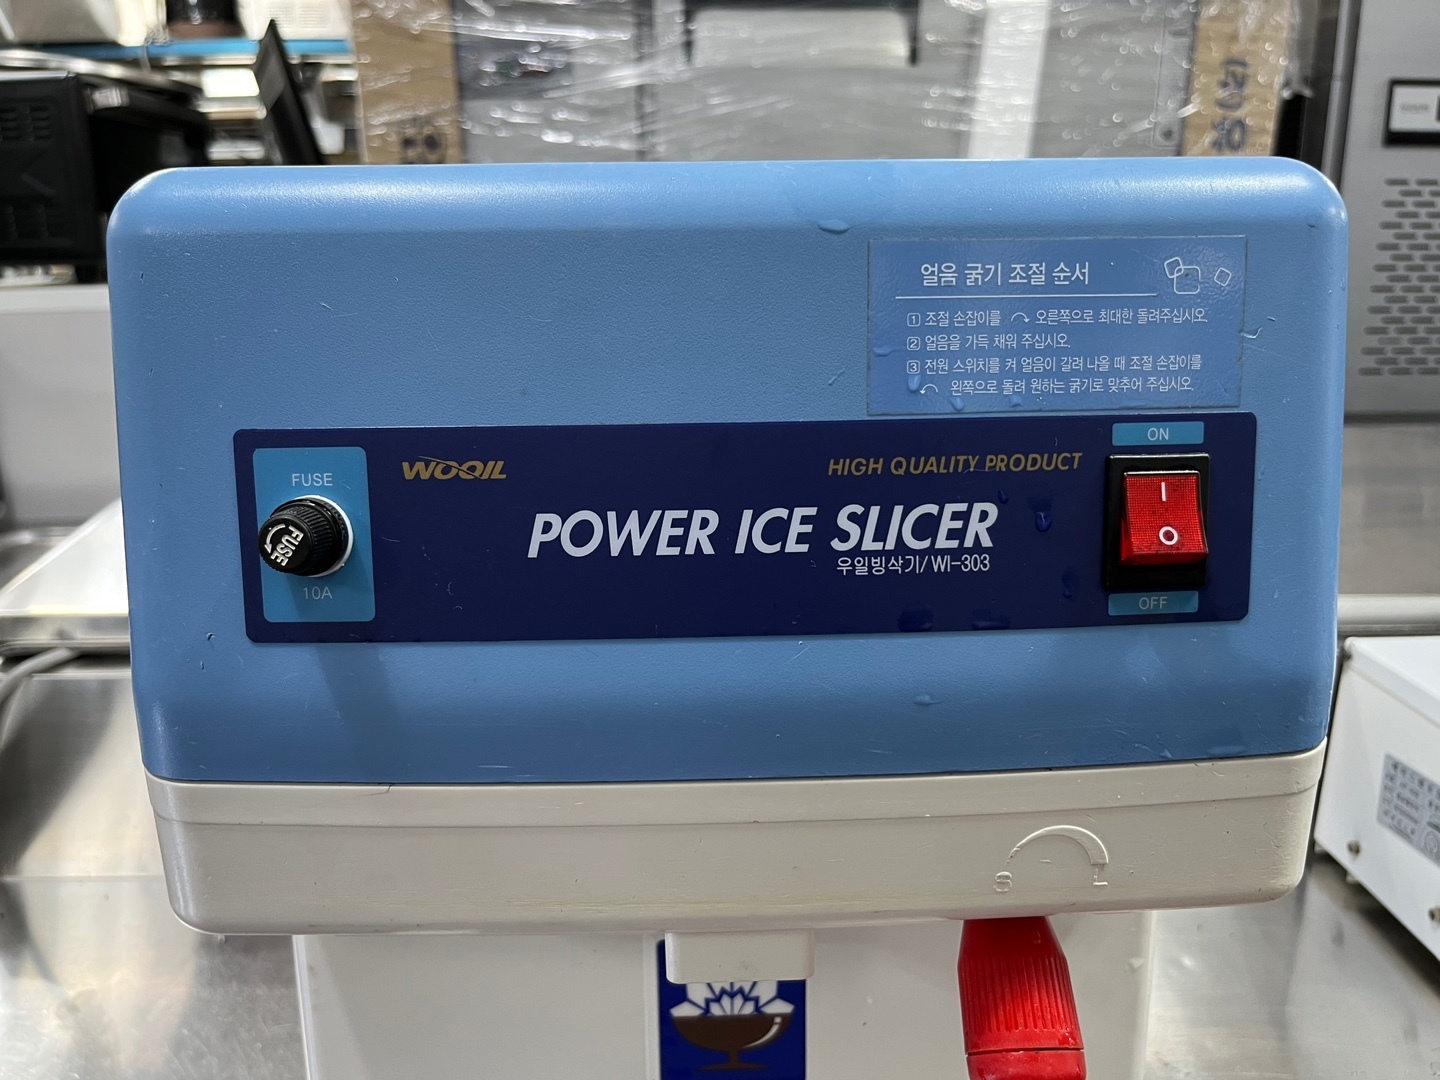 얼음 굵기 조절 순서
1 조절 손잡이를 오른쪽으로 최대한 돌려주십시오.
2 얼음을 가득 채워 주십시오.
3 전원 스위치를 켜 얼음이 갈려 나올 때 조절 손잡이를
왼쪽으로 돌려 원하는 굵기로 맞추어 주십시오.
FUSE
FUSE
10A
WOOIL
HIGH QUALITY PRODUCT
POWER ICE SLICER
우일빙삭기/WI-303
ON
I
O
OFF
S L